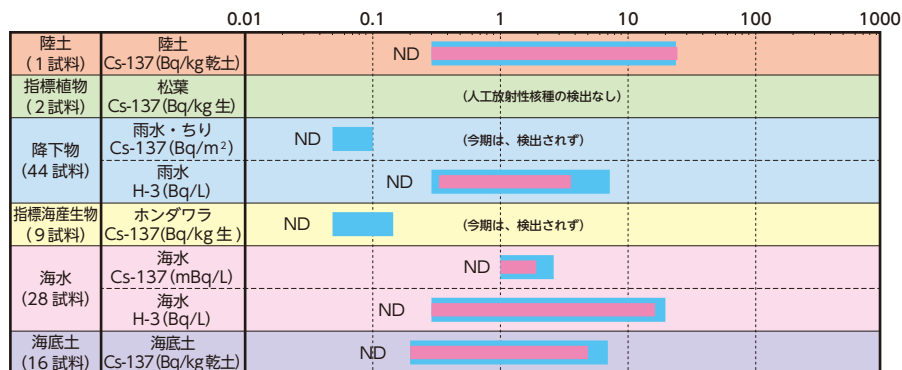 0.01 0.1 1 10 100 1000
陸土
(1試料)
陸土
Cs-137(Bq/kg乾土)
ND
指標植物
(2試料)
松葉
Cs-137(Bq/kg生)
(人工放射性核種の検出なし)
降下物
(44試料)
雨水・ちり
Cs-137(Bq/m²)
ND
(今期は、検出されず)
雨水
H-3(Bq/L)
ND
指標海産生物
(9試料)
ホンダワラ
Cs-137(Bq/kg生)
ND
(今期は、検出されず)
海水
(28試料)
海水
Cs-137(mBq/L)
ND
海水
H-3(Bq/L)
ND
海底土
(16試料)
海底土
Cs-137(Bq/kg乾土)
ND